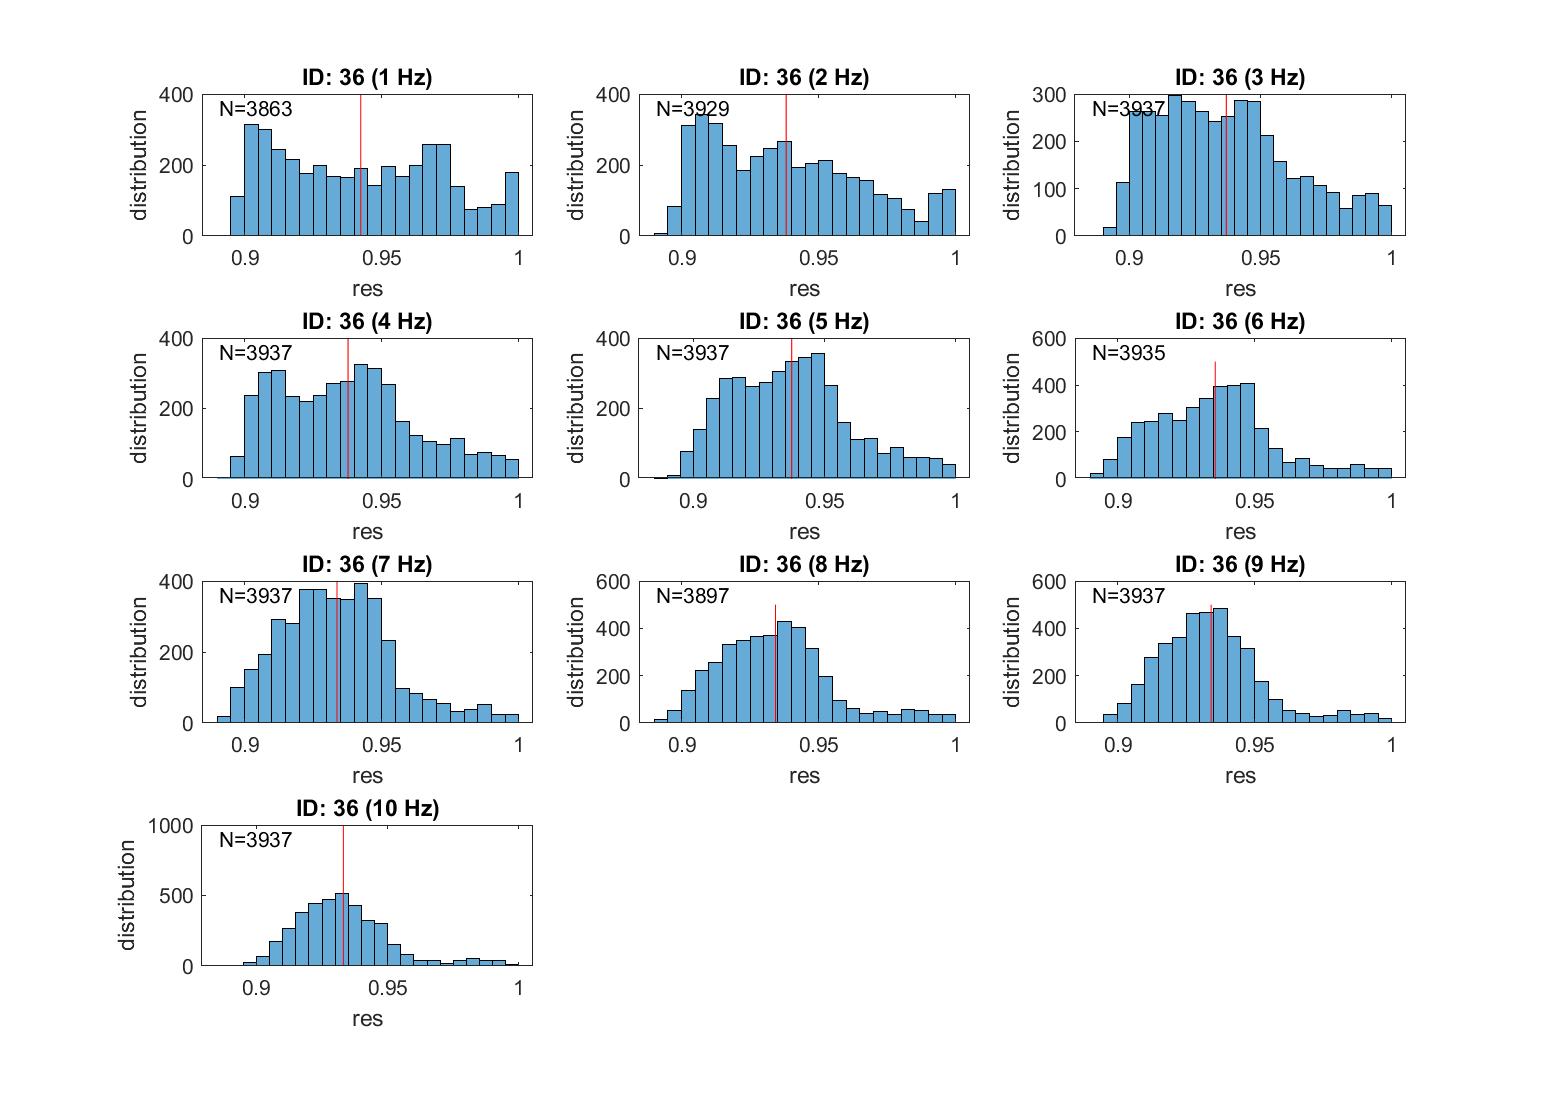 ID: 36 (1 Hz)
400
200
0
distribution
N=3863
0.9 0.95 1
res
ID: 36 (2 Hz)
400
200
0
distribution
N=3929
0.9 0.95 1
res
ID: 36 (3 Hz)
300
200
100
0
distribution
N=3937
0.9 0.95 1
res
ID: 36 (4 Hz)
400
200
0
distribution
N=3937
0.9 0.95 1
res
ID: 36 (5 Hz)
400
200
0
distribution
N=3937
0.9 0.95 1
res
ID: 36 (6 Hz)
600
400
200
0
distribution
N=3935
0.9 0.95 1
res
ID: 36 (7 Hz)
400
200
0
distribution
N=3937
0.9 0.95 1
res
ID: 36 (8 Hz)
600
400
200
0
distribution
N=3897
0.9 0.95 1
res
ID: 36 (9 Hz)
600
400
200
0
distribution
N=3937
0.9 0.95 1
res
ID: 36 (10 Hz)
1000
500
0
distribution
N=3937
0.9 0.95 1
res